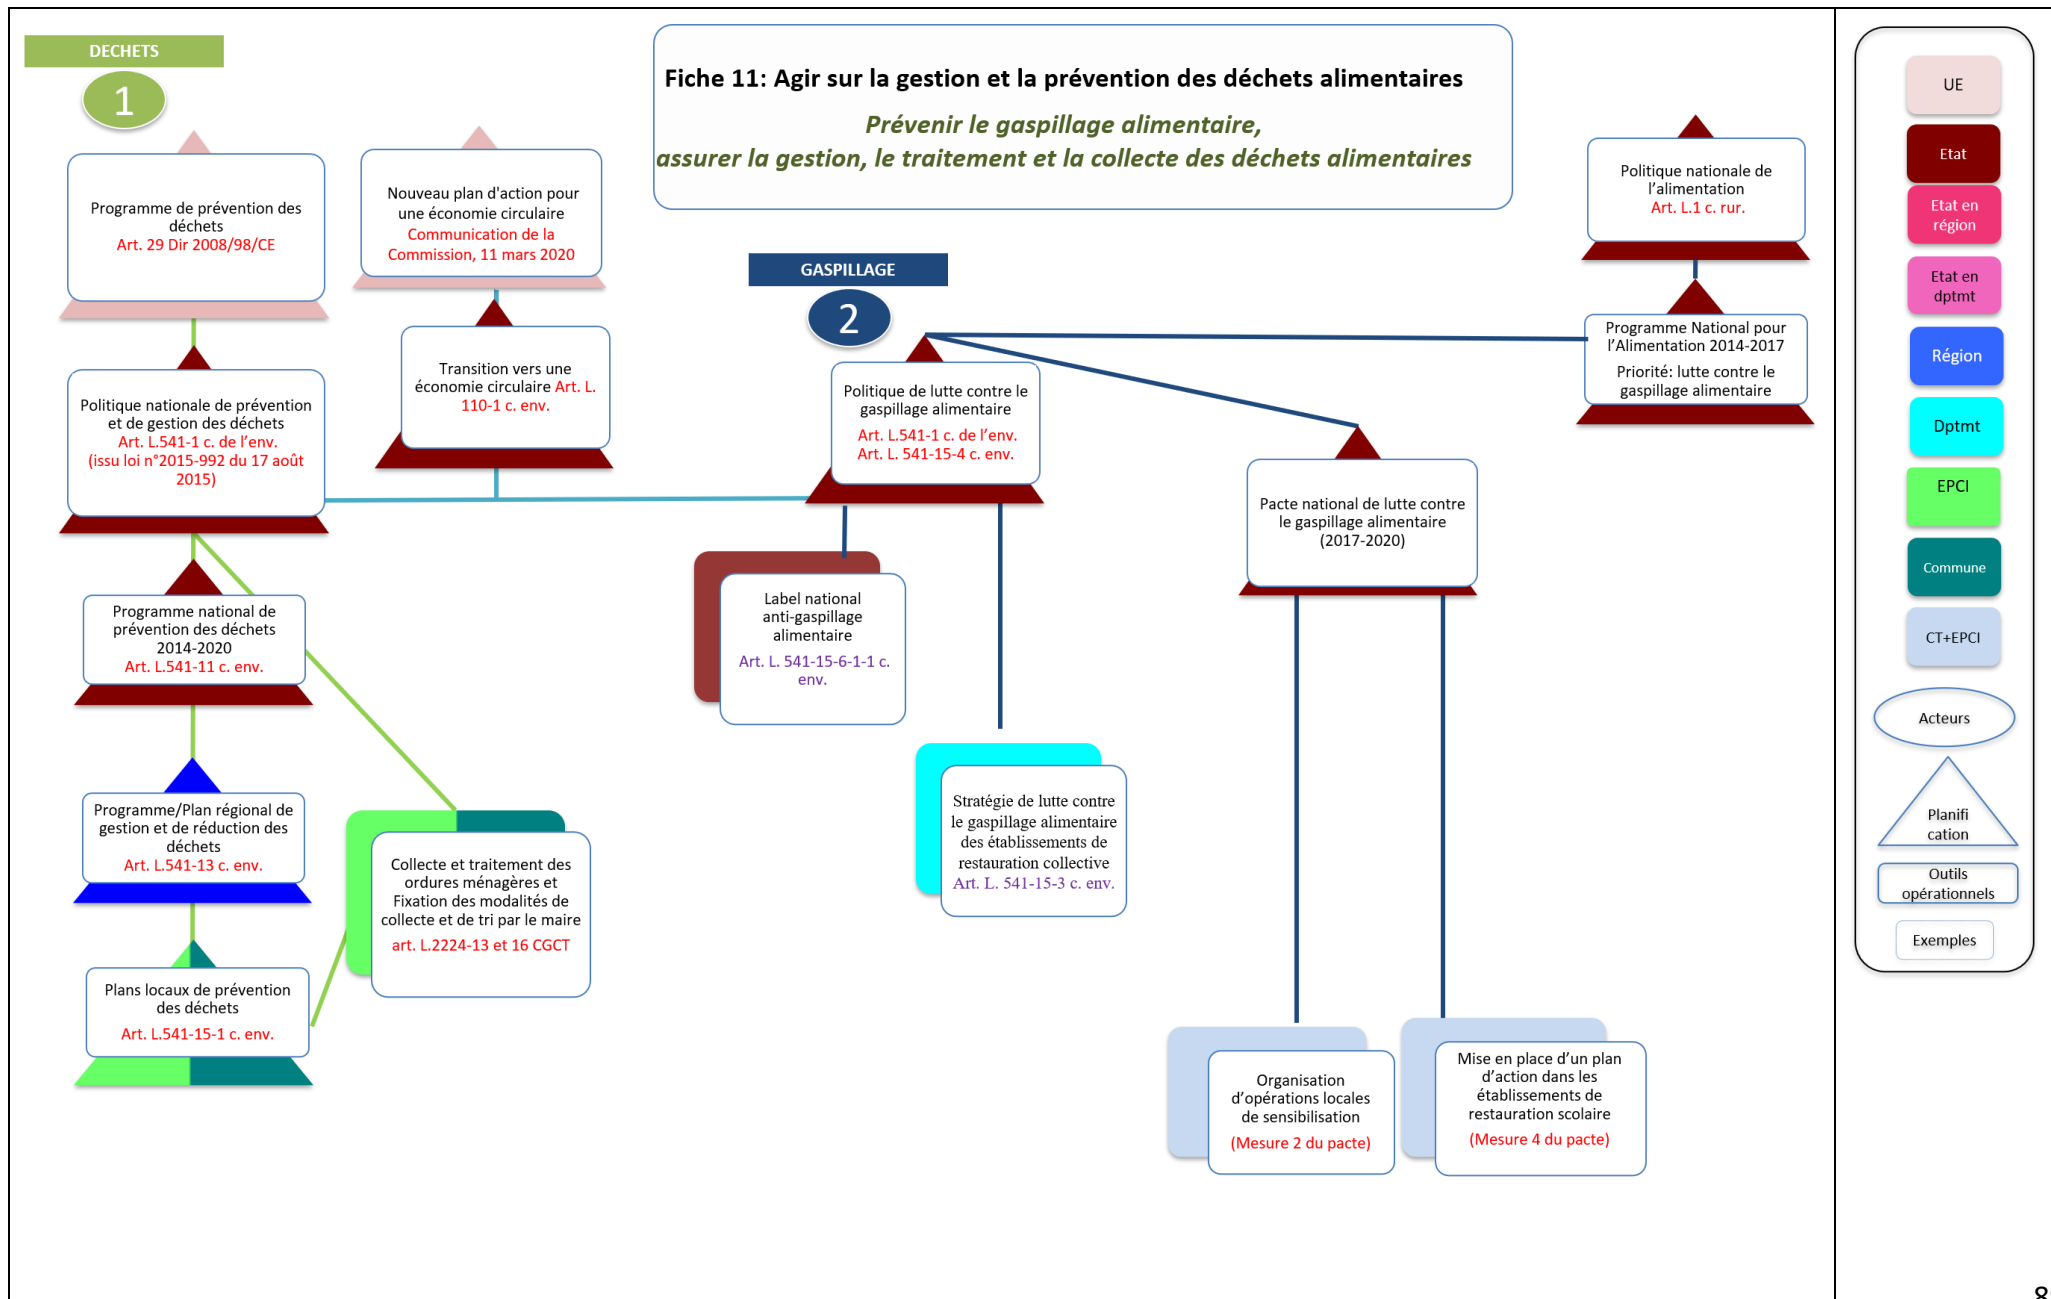 DECHETS
1
Fiche 11: Agir sur la gestion et la prévention des déchets alimentaires
Prévenir le gaspillage alimentaire,
assurer la gestion, le traitement et la collecte des déchets alimentaires
Programme de prévention des
déchets
Art. 29 Dir 2008/98/CE
Nouveau plan d'action pour
une économie circulaire
Communication de la
Commission, 11 mars 2020
Politique nationale de
l’alimentation
Art. L.1 c. rur.
GASPILLAGE
2
Politique nationale de prévention
et de gestion des déchets
Art. L.541-1 c. de l’env.
(issu loi n°2015-992 du 17 août
2015)
Transition vers une
économie circulaire Art. L.
110-1 c. env.
Politique de lutte contre le
gaspillage alimentaire
Art. L.541-1 c. de l’env.
Art. L. 541-15-4 c. env.
Programme National pour
l’Alimentation 2014-2017
Priorité: lutte contre le
gaspillage alimentaire
Pacte national de lutte contre
le gaspillage alimentaire
(2017-2020)
Programme national de
prévention des déchets
2014-2020
Art. L.541-11 c. env.
Label national
anti-gaspillage
alimentaire
Art. L. 541-15-6-1-1 c.
env.
Programme/Plan régional de
gestion et de réduction des
déchets
Art. L.541-13 c. env.
Collecte et traitement des
ordures ménagères et
Fixation des modalités de
collecte et de tri par le maire
art. L.2224-13 et 16 CGCT
Stratégie de lutte contre
le gaspillage alimentaire
des établissements de
restauration collective
Art. L. 541-15-3 c. env.
Plans locaux de prévention
des déchets
Art. L.541-15-1 c. env.
Organisation
d’opérations locales
de sensibilisation
(Mesure 2 du pacte)
Mise en place d’un plan
d’action dans les
établissements de
restauration scolaire
(Mesure 4 du pacte)
UE
Etat
Etat en
région
Etat en
dptmt
Région
Dptmt
EPCI
Commune
CT+EPCI
Acteurs
Planifi
cation
Outils
opérationnels
Exemples